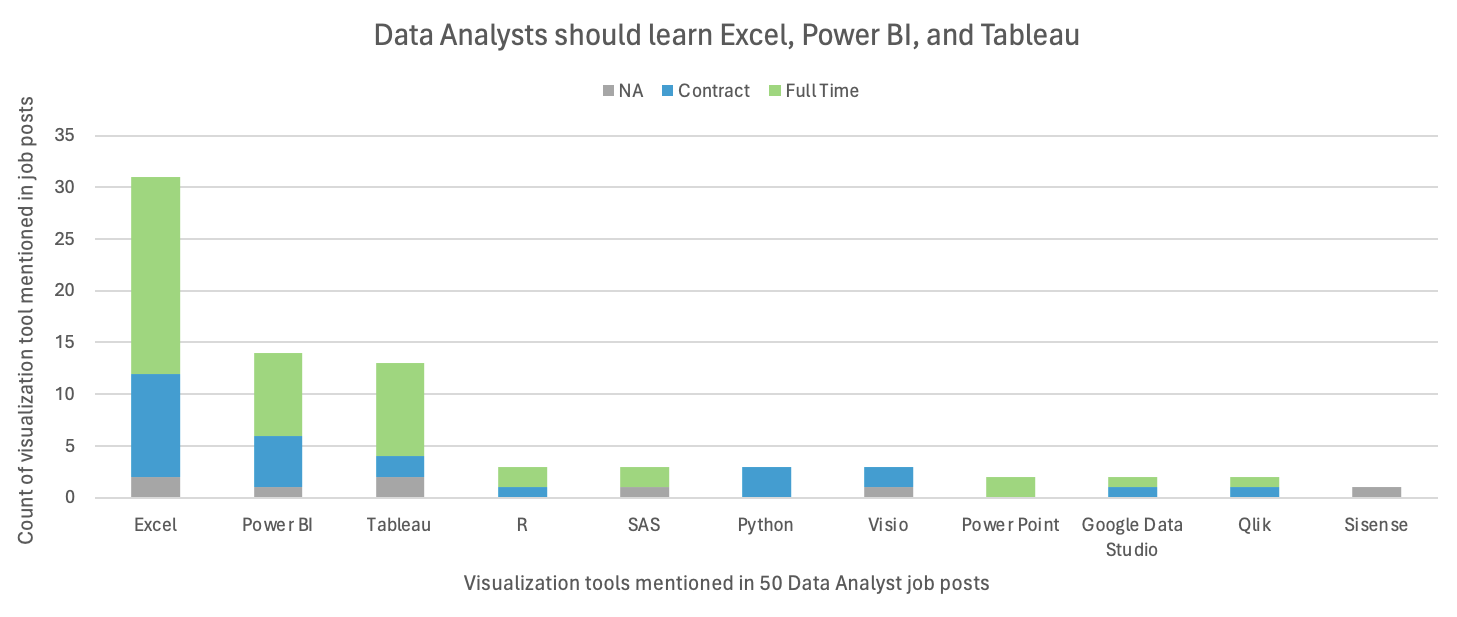 Data Analysts should learn Excel, Power BI, and Tableau
NA Contract Full Time
Count of visualization tool mentioned in job posts
35
30
25
20
15
10
5
0
Excel Power BI Tableau R SAS Python Visio Power Point Google Data Studio Qlik Sisense
Visualization tools mentioned in 50 Data Analyst job posts